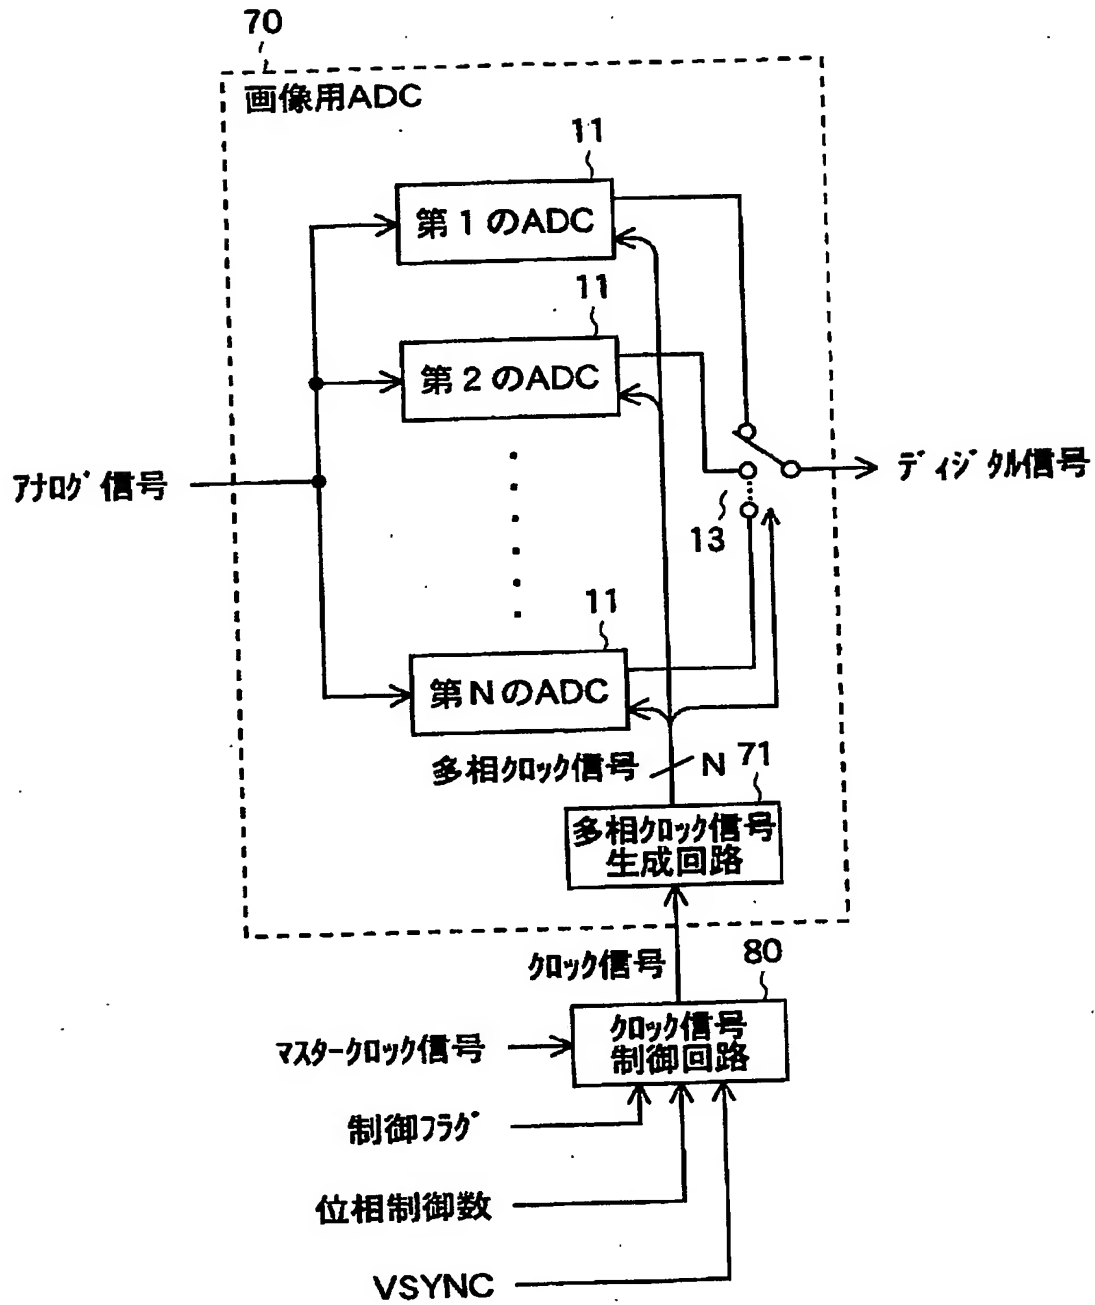 70
画像用ADC
11
第1のADC
11
第2のADC
アナログ信号
ディジタル信号
13
11
第NのADC
多相クロック信号
N
71
多相クロック信号
生成回路
クロック信号
80
マスタークロック信号
クロック信号
制御回路
制御フラグ
位相制御数
VSYNC